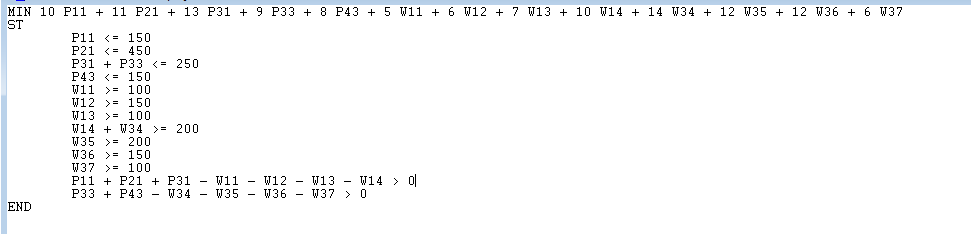 MIN 10 P11 + 11 P21 + 13 P31 + 9 P33 + 8 P43 + 5 W11 + 6 W12 + 7 W13 + 10 W14 + 14 W34 + 12 W35 + 12 W36 + 6 W37
ST
P11 <= 150
P21 <= 450
P31 + P33 <= 250
P43 <= 150
W11 >= 100
W12 >= 150
W13 >= 100
W14 + W34 >= 200
W35 >= 200
W36 >= 150
W37 >= 100
P11 + P21 + P31 - W11 - W12 - W13 - W14 > 0
P33 + P43 - W34 - W35 - W36 - W37 > 0
END